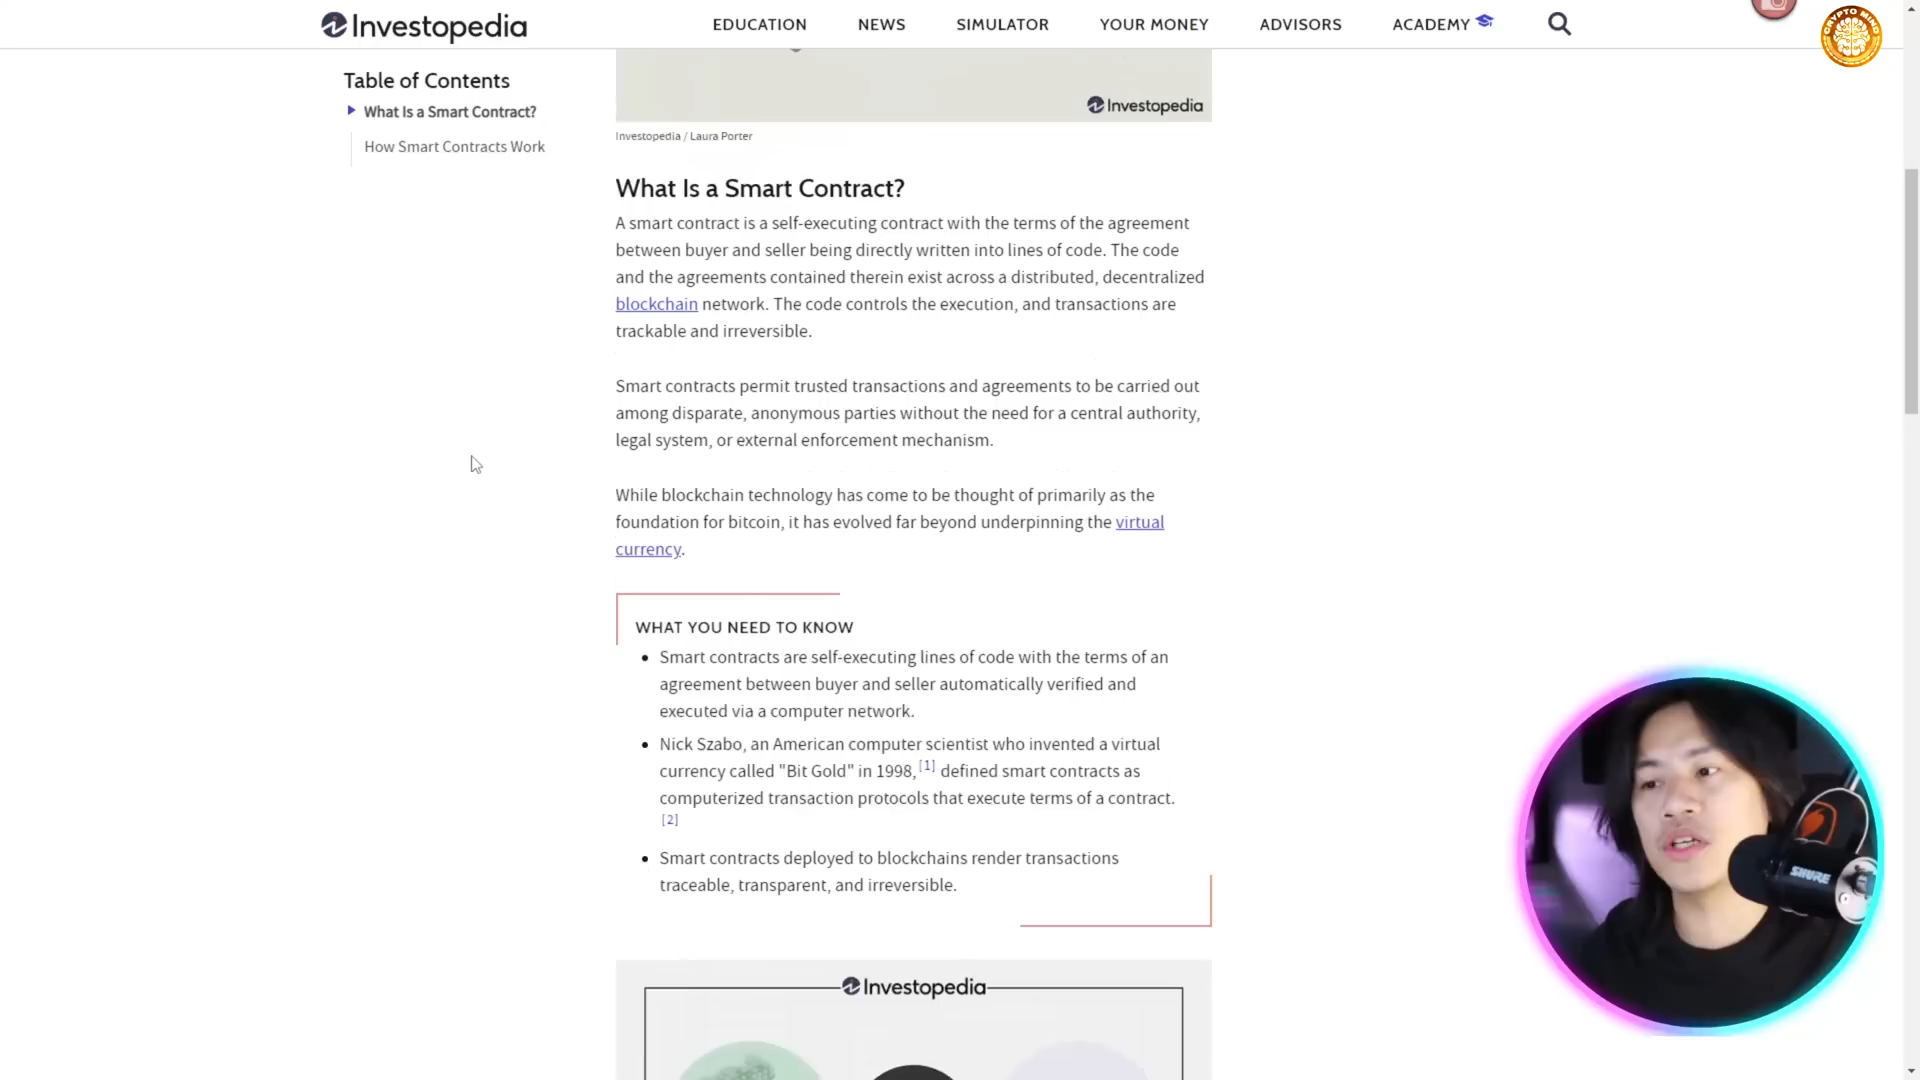 Investopedia
EDUCATION NEWS SIMULATOR YOUR MONEY ADVISORS ACADEMY
CRYPTO MIND
Table of Contents
What Is a Smart Contract?
How Smart Contracts Work
Investopedia
Investopedia / Laura Porter
What Is a Smart Contract?
A smart contract is a self-executing contract with the terms of the agreement
between buyer and seller being directly written into lines of code. The code
and the agreements contained therein exist across a distributed, decentralized
blockchain network. The code controls the execution, and transactions are
trackable and irreversible.
Smart contracts permit trusted transactions and agreements to be carried out
among disparate, anonymous parties without the need for a central authority,
legal system, or external enforcement mechanism.
While blockchain technology has come to be thought of primarily as the
foundation for bitcoin, it has evolved far beyond underpinning the virtual
currency.
WHAT YOU NEED TO KNOW
Smart contracts are self-executing lines of code with the terms of an
agreement between buyer and seller automatically verified and
executed via a computer network.
Nick Szabo, an American computer scientist who invented a virtual
currency called "Bit Gold" in 1998,[1] defined smart contracts as
computerized transaction protocols that execute terms of a contract.
[2]
Smart contracts deployed to blockchains render transactions
traceable, transparent, and irreversible.
Investopedia
SHURE